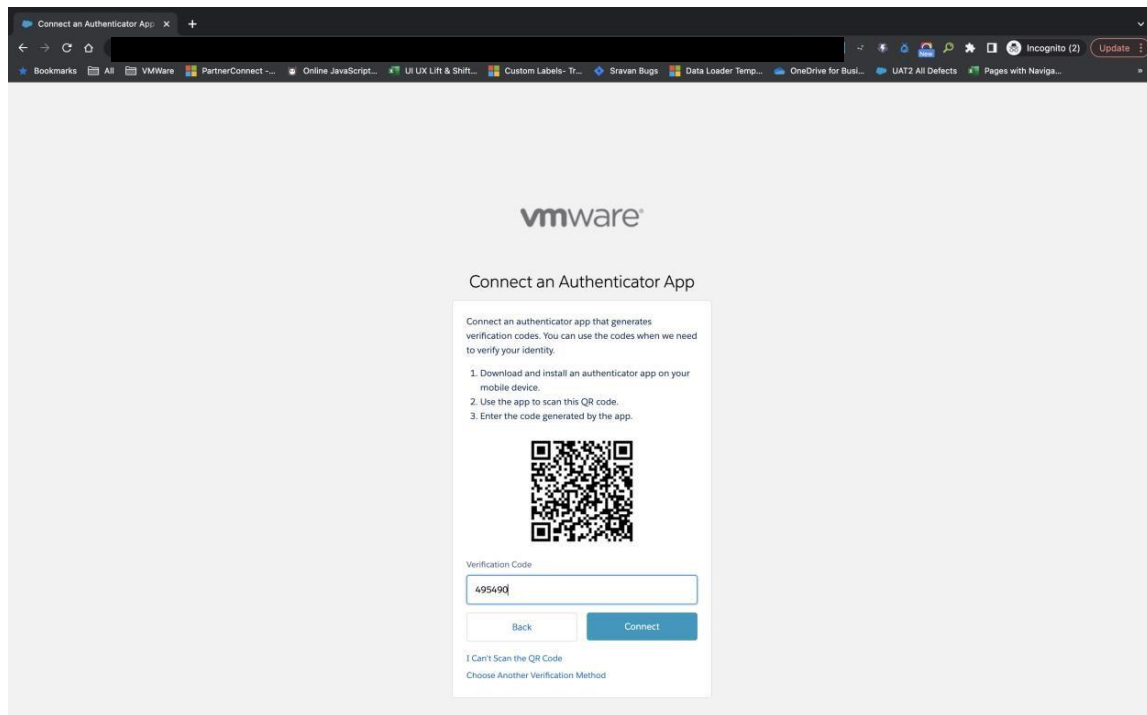 Connect an Authenticator App
Incognito (2) Update
New
Bookmarks All VMWare PartnerConnect -... Online JavaScript... UI UX Lift & Shift... Custom Labels- Tr... Sravan Bugs Data Loader Temp... OneDrive for Busi... UAT2 All Defects Pages with Naviga... »
vmware®
Connect an Authenticator App
Connect an authenticator app that generates
verification codes. You can use the codes when we need
to verify your identity.
1. Download and install an authenticator app on your
mobile device.
2. Use the app to scan this QR code.
3. Enter the code generated by the app.
Verification Code
495490
Back Connect
I Can't Scan the QR Code
Choose Another Verification Method